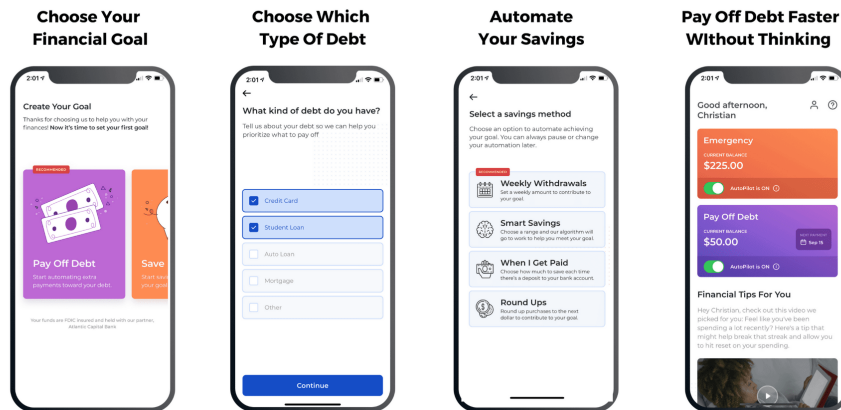 Choose Your
Financial Goal
2:01
Create Your Goal
Thanks for choosing us to help you with your
finances! Now it's time to set your first goal!
RECOMMENDED
Pay Off Debt
Start automating extra
payments toward your debt.
Save
Start savi
your goal
Your funds are FDIC insured and held with our partner,
Atlantic Capital Bank
Choose Which
Type Of Debt
2:01
What kind of debt do you have?
Tell us about your debt so we can help you
prioritize what to pay off
Credit Card
Student Loan
Auto Loan
Mortgage
Other
Continue
Automate
Your Savings
2:01
Select a savings method
Choose an option to automate achieving
your goal. You can always pause or change
your automation later.
RECOMMENDED
Weekly Withdrawals
Set a weekly amount to contribute to
your goal.
Smart Savings
Choose a range and our algorithm will
go to work to help you meet your goal.
When I Get Paid
Choose how much to save each time
there's a deposit to your bank account.
Round Ups
Round up purchases to the next
dollar to contribute to your goal.
Pay Off Debt Faster
WIthout Thinking
2:01
Good afternoon,
Christian
Emergency
CURRENT BALANCE
$225.00
AutoPilot is ON
Pay Off Debt
CURRENT BALANCE
$50.00
NEXT PAYMENT
Sep 15
AutoPilot is ON
Financial Tips For You
Hey Christian, check out this video we
picked for you: Feel like you've been
spending a lot recently? Here's a tip that
might help break that streak and allow you
to hit reset on your spending.